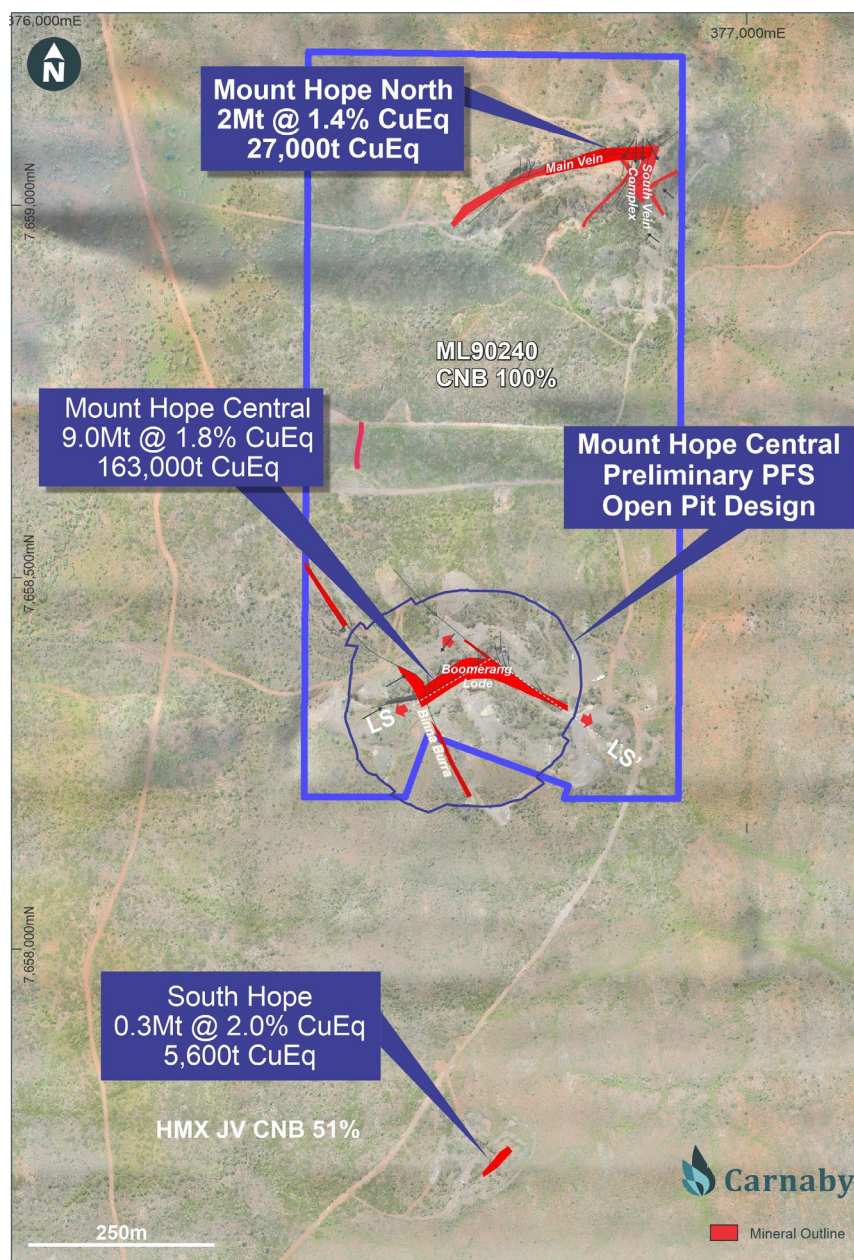 376,000mE
377,000mE
N
Mount Hope North
2Mt @ 1.4% CuEq
27,000t CuEq
Main Vein
South Vein
Complex
7,659,000mN
ML90240
CNB 100%
Mount Hope Central
9.0Mt @ 1.8% CuEq
163,000t CuEq
Mount Hope Central
Preliminary PFS
Open Pit Design
7,658,500mN
Boomerang
Lode
LS
Binna Burra
LS'
7,658,000mN
South Hope
0.3Mt @ 2.0% CuEq
5,600t CuEq
HMX JV CNB 51%
Carnaby
250m
Mineral Outline